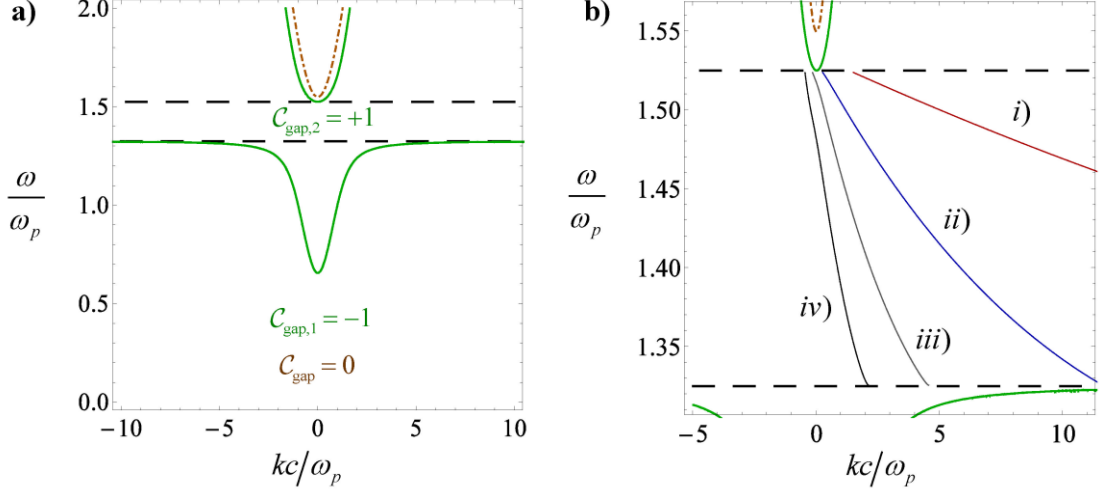 a)
2.0
1.5
C_gap,2 = +1
ω/ω_p
1.0
0.5
C_gap,1 = −1
C_gap = 0
0.0
−10 −5 0 5 10
kc/ω_p
b)
1.55
1.50
i)
1.45
ω/ω_p
ii)
1.40
iv)
iii)
1.35
−5 0 5 10
kc/ω_p